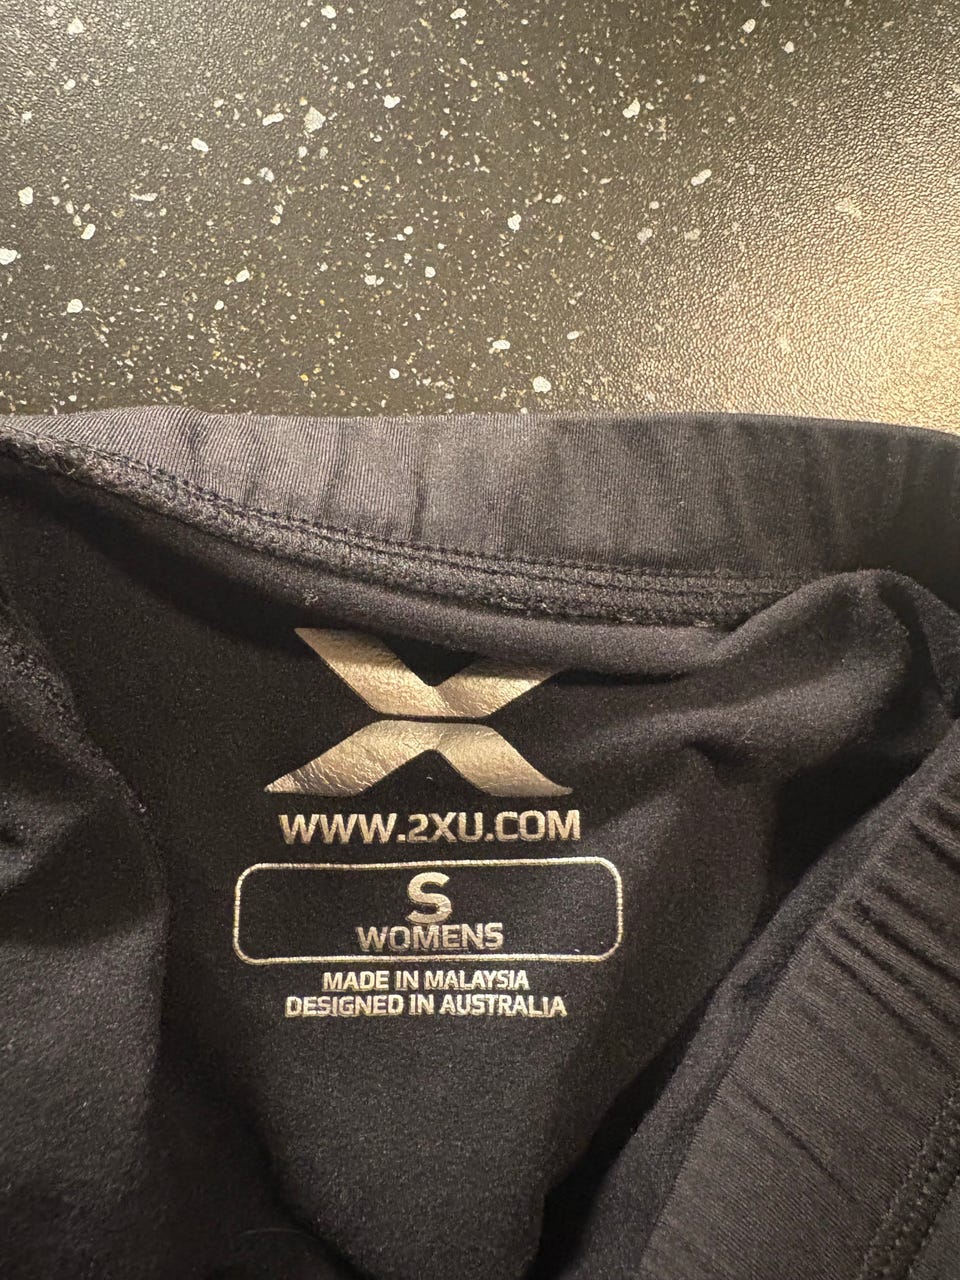 WWW.2XU.COM
S
WOMENS
MADE IN MALAYSIA
DESIGNED IN AUSTRALIA